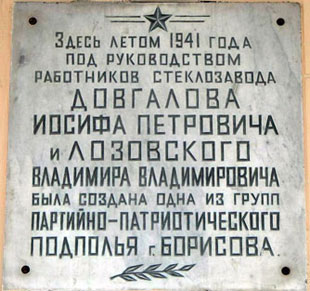 Здесь летом 1941 года
под руководством
работников стеклозавода
Довгалова
Иосифа Петровича
и Лозовского
Владимира Владимировича
была создана одна из групп
партийно-патриотического
подполья г. Борисова.